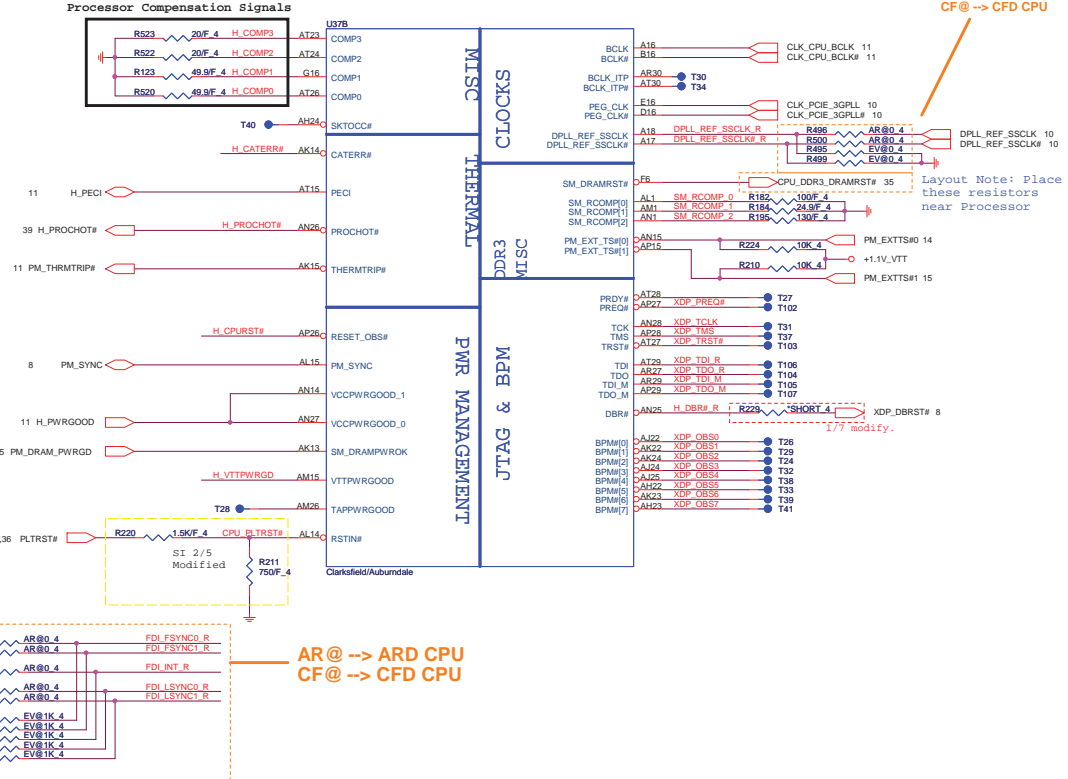 Processor Compensation Signals
CF@ --> CFD CPU
U37B
R523 20/F_4 H_COMP3 AT23 COMP3
R522 20/F_4 H_COMP2 AT24 COMP2
R123 49.9/F_4 H_COMP1 G16 COMP1
R520 49.9/F_4 H_COMP0 AT26 COMP0
T40 AH24 SKTOCC#
H_CATERR# AK14 CATERR#
11 H_PECI AT15 PECI
39 H_PROCHOT# H_PROCHOT# AN26 PROCHOT#
11 PM_THRMTRIP# AK15 THERMTRIP#
H_CPURST# AP26 RESET_OBS#
8 PM_SYNC AL15 PM_SYNC
AN14 VCCPWRGOOD_1
11 H_PWRGOOD AN27 VCCPWRGOOD_0
5 PM_DRAM_PWRGD AK13 SM_DRAMPWROK
H_VTTPWRGD AM15 VTTPWRGOOD
T28 AM26 TAPPWRGOOD
,36 PLTRST# R220 1.5K/F_4 CPU_PLTRST# AL14 RSTIN#
SI 2/5
Modified
R211
750/F_4
Clarksfield/Auburndale
MISC
THERMAL
PWR MANAGEMENT
CLOCKS
DDR3
MISC
JTAG & BPM
BCLK A16 CLK_CPU_BCLK 11
BCLK# B16 CLK_CPU_BCLK# 11
BCLK_ITP AR30 T30
BCLK_ITP# AT30 T34
PEG_CLK E16 CLK_PCIE_3GPLL 10
PEG_CLK# D16 CLK_PCIE_3GPLL# 10
DPLL_REF_SSCLK A18 DPLL_REF_SSCLK_R R496 AR@0_4 DPLL_REF_SSCLK 10
DPLL_REF_SSCLK# A17 DPLL_REF_SSCLK#_R R500 AR@0_4 DPLL_REF_SSCLK# 10
R495 EV@0_4
R499 EV@0_4
SM_DRAMRST# F6 CPU_DDR3_DRAMRST# 35
Layout Note: Place
these resistors
near Processor
SM_RCOMP[0] AL1 SM_RCOMP_0 R182 100/F_4
SM_RCOMP[1] AM1 SM_RCOMP_1 R184 24.9/F_4
SM_RCOMP[2] AN1 SM_RCOMP_2 R195 130/F_4
PM_EXT_TS#[0] AN15 PM_EXTTS#0 14
PM_EXT_TS#[1] AP15 R224 10K_4
+1.1V_VTT
R210 10K_4
PM_EXTTS#1 15
PRDY# AT28 T27
PREQ# AP27 XDP_PREQ# T102
TCK AN28 XDP_TCLK T31
TMS AP28 XDP_TMS T37
TRST# AT27 XDP_TRST# T103
TDI AT29 XDP_TDI_R T106
TDO AR27 XDP_TDO_R T104
TDI_M AR29 XDP_TDI_M T105
TDO_M AP29 XDP_TDO_M T107
DBR# AN25 H_DBR#_R R229 *SHORT_4 XDP_DBRST# 8
1/7 modify.
BPM#[0] AJ22 XDP_OBS0 T26
BPM#[1] AK22 XDP_OBS1 T29
BPM#[2] AK24 XDP_OBS2 T24
BPM#[3] AJ24 XDP_OBS3 T32
BPM#[4] AJ25 XDP_OBS4 T38
BPM#[5] AH22 XDP_OBS5 T33
BPM#[6] AK23 XDP_OBS6 T39
BPM#[7] AH23 XDP_OBS7 T41
AR@0_4 FDI_FSYNC0_R
AR@0_4 FDI_FSYNC1_R
AR@0_4 FDI_INT_R
AR@0_4 FDI_LSYNC0_R
AR@0_4 FDI_LSYNC1_R
EV@1K_4
EV@1K_4
EV@1K_4
EV@1K_4
EV@1K_4
AR@ --> ARD CPU
CF@ --> CFD CPU